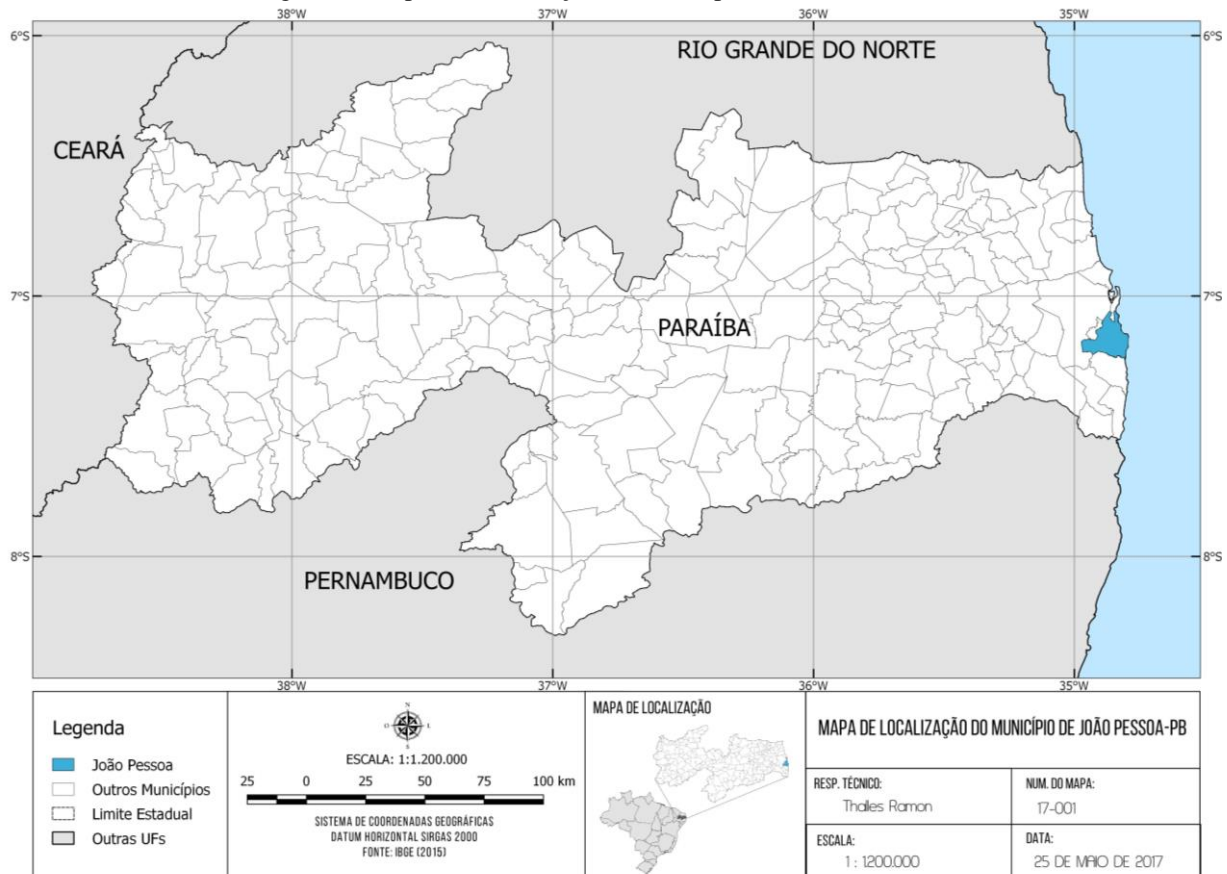 6°S
38°W
37°W
36°W
35°W
6°S
RIO GRANDE DO NORTE
CEARÁ
7°S
7°S
PARAÍBA
8°S
8°S
PERNAMBUCO
38°W
37°W
36°W
35°W
Legenda
João Pessoa
Outros Municípios
Limite Estadual
Outras UFs
N
O
L
S
ESCALA: 1:1.200.000
25 0 25 50 75 100 km
SISTEMA DE COORDENADAS GEOGRÁFICAS
DATUM HORIZONTAL SIRGAS 2000
FONTE: IBGE (2015)
MAPA DE LOCALIZAÇÃO
MAPA DE LOCALIZAÇÃO DO MUNICÍPIO DE JOÃO PESSOA-PB
RESP. TÉCNICO:
Thalles Ramon
NUM. DO MAPA:
17-001
ESCALA:
1 : 1.200.000
DATA:
25 DE MAIO DE 2017